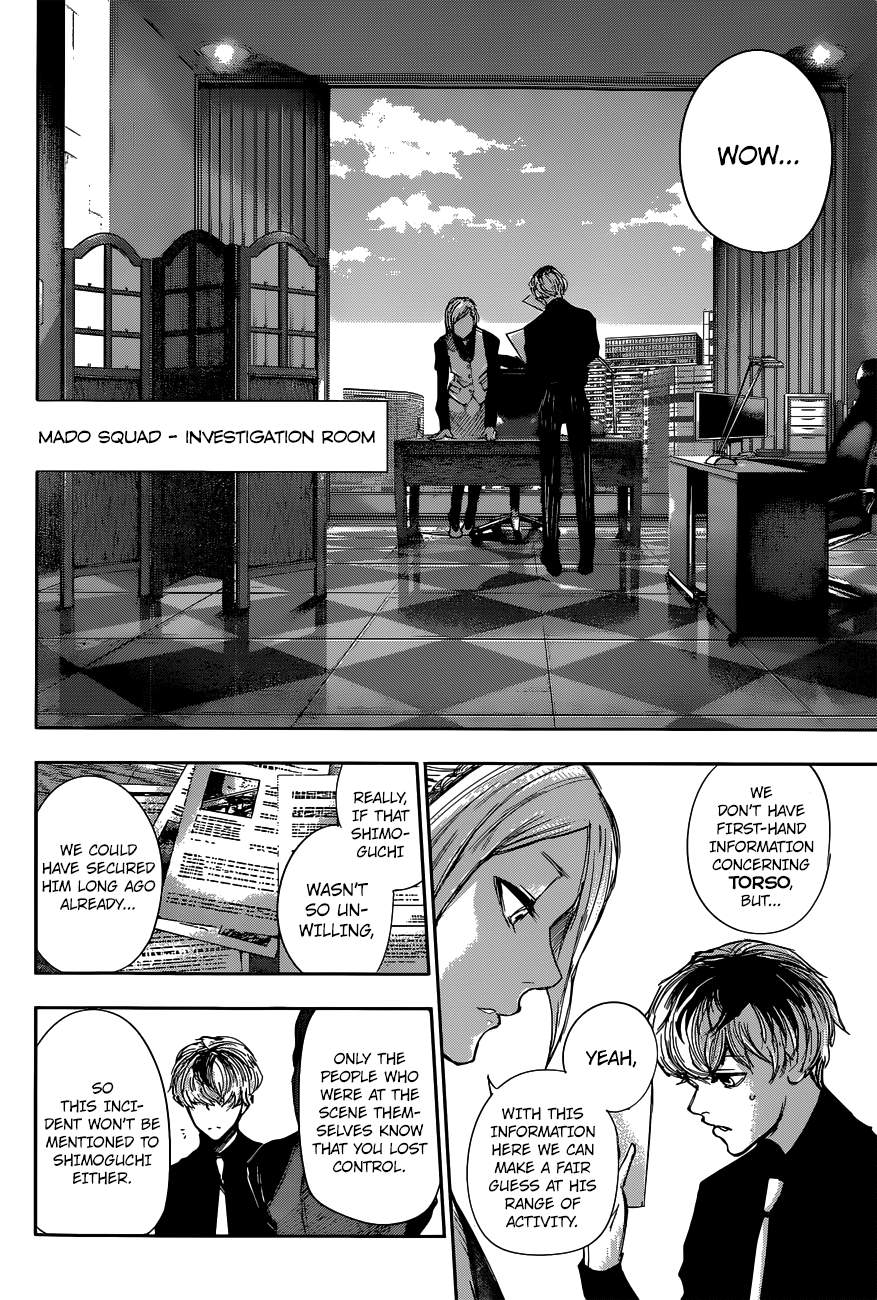 WOW...
MADO SQUAD - INVESTIGATION ROOM
WE
DON'T HAVE
FIRST-HAND
INFORMATION
CONCERNING
TORSO,
BUT...
YEAH,
WITH THIS
INFORMATION
HERE WE CAN
MAKE A FAIR
GUESS AT HIS
RANGE OF
ACTIVITY.
REALLY,
IF THAT
SHIMO-
GUCHI
WASN'T
SO UN-
WILLING,
WE COULD
HAVE SECURED
HIM LONG AGO
ALREADY...
ONLY THE
PEOPLE WHO
WERE AT THE
SCENE THEM-
SELVES KNOW
THAT YOU LOST
CONTROL.
SO
THIS INCI-
DENT WON'T BE
MENTIONED TO
SHIMOGUCHI
EITHER.